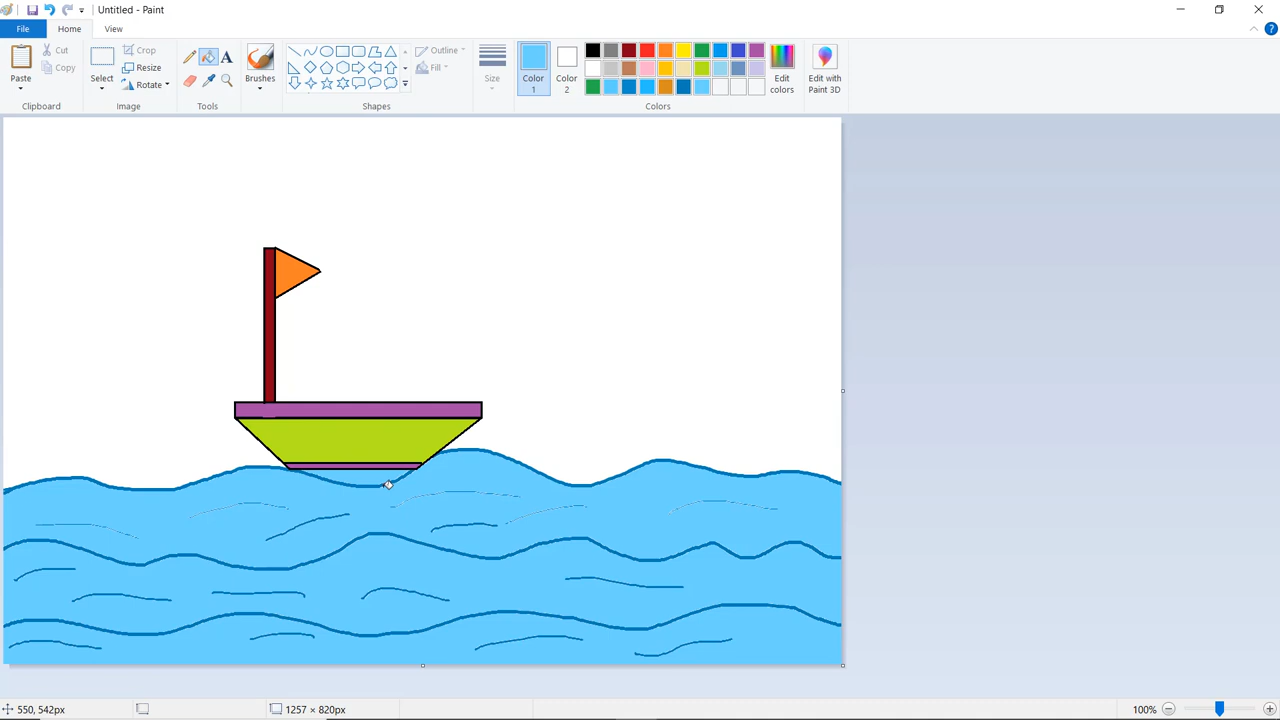 Untitled - Paint
File Home View
Paste
Cut
Copy
Clipboard
Select
Crop
Resize
Rotate
Image
Tools
Brushes
Outline
Fill
Shapes
Size
Color 1
Color 2
Edit colors
Colors
Edit with Paint 3D
550, 542px
1257 × 820px
100%